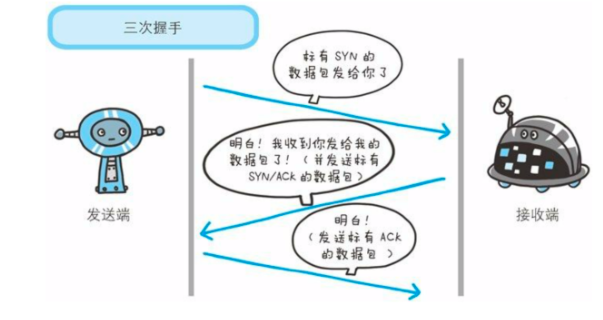 三次握手
标有 SYN 的
数据包发给你了
明白！我收到你发给我的
数据包了！（并发送标有
SYN/ACK 的数据包）
发送端
接收端
明白！
（发送标有 ACK
的数据包 ）